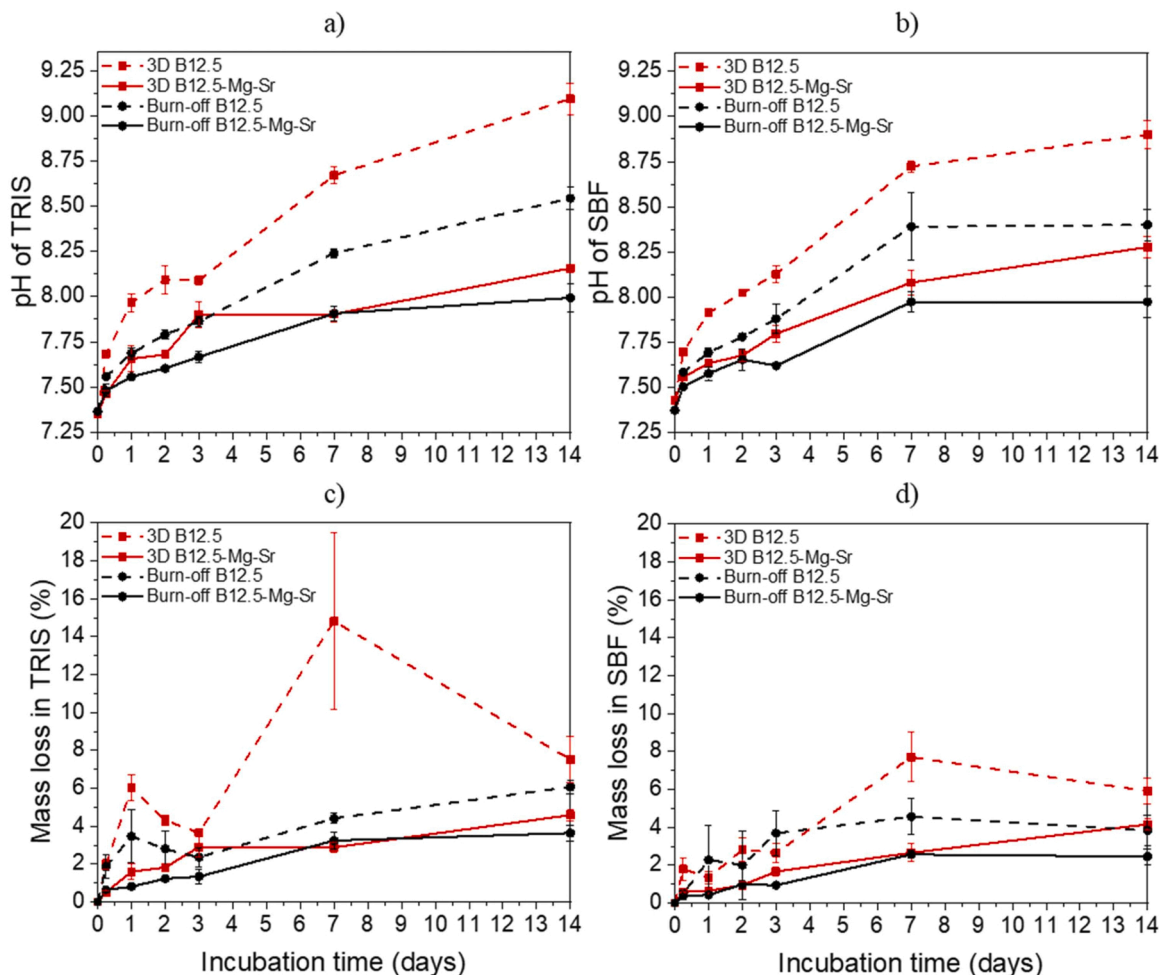 a)
3D B12.5
3D B12.5-Mg-Sr
Burn-off B12.5
Burn-off B12.5-Mg-Sr
pH of TRIS
9.25
9.00
8.75
8.50
8.25
8.00
7.75
7.50
7.25
0 1 2 3 4 5 6 7 8 9 10 11 12 13 14
b)
3D B12.5
3D B12.5-Mg-Sr
Burn-off B12.5
Burn-off B12.5-Mg-Sr
pH of SBF
9.25
9.00
8.75
8.50
8.25
8.00
7.75
7.50
7.25
0 1 2 3 4 5 6 7 8 9 10 11 12 13 14
c)
3D B12.5
3D B12.5-Mg-Sr
Burn-off B12.5
Burn-off B12.5-Mg-Sr
Mass loss in TRIS (%)
20
18
16
14
12
10
8
6
4
2
0
0 1 2 3 4 5 6 7 8 9 10 11 12 13 14
Incubation time (days)
d)
3D B12.5
3D B12.5-Mg-Sr
Burn-off B12.5
Burn-off B12.5-Mg-Sr
Mass loss in SBF (%)
20
18
16
14
12
10
8
6
4
2
0
0 1 2 3 4 5 6 7 8 9 10 11 12 13 14
Incubation time (days)